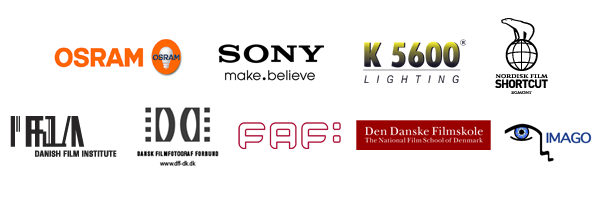 OSRAM
OSRAM
SONY
make.believe
K 5600®
LIGHTING
NORDISK FILM
SHORTCUT
EGMONT
DANISH FILM INSTITUTE
DANSK FILMFOTOGRAF FORBUND
www.dff-dk.dk
FAF:
Den Danske Filmskole
The National Film School of Denmark
IMAGO